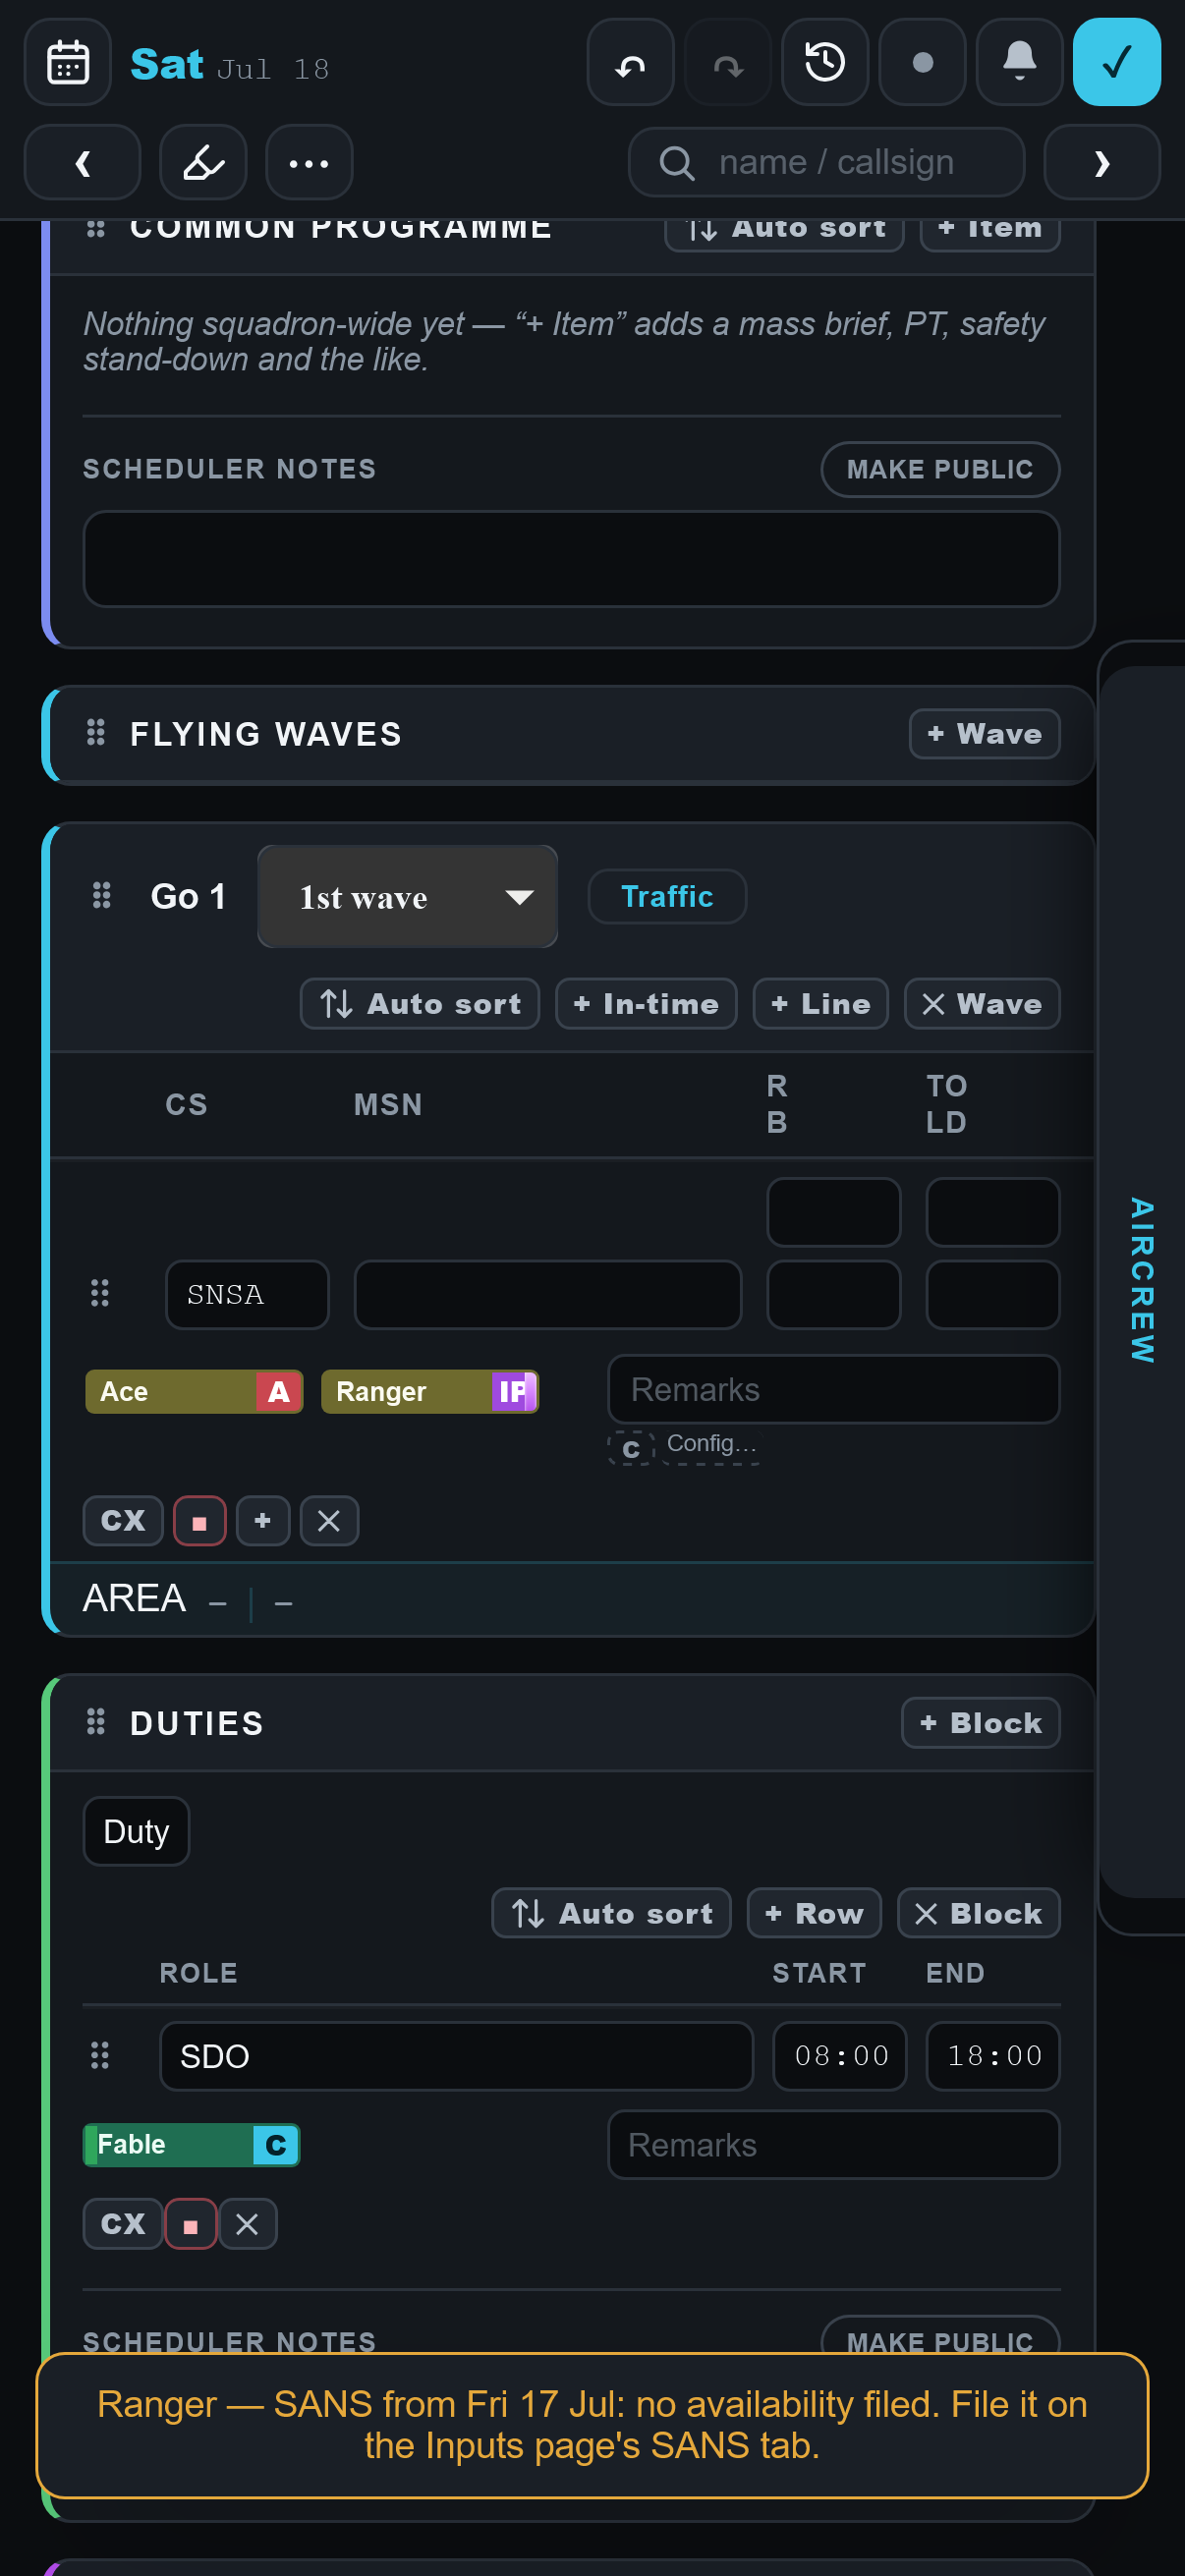 Sat Jul 18
name / callsign
COMMON PROGRAMME Auto sort + Item
Nothing squadron-wide yet — “+ Item” adds a mass brief, PT, safety
stand-down and the like.
SCHEDULER NOTES MAKE PUBLIC
FLYING WAVES + Wave
Go 1 1st wave Traffic
Auto sort + In-time + Line × Wave
CS MSN R B TO LD
SNSA
Ace A Ranger IP Remarks
C Config...
CX + ×
AREA – | –
AIRCREW
DUTIES + Block
Duty
Auto sort + Row × Block
ROLE START END
SDO 08:00 18:00
Fable C Remarks
CX ×
SCHEDULER NOTES MAKE PUBLIC
Ranger — SANS from Fri 17 Jul: no availability filed. File it on
the Inputs page's SANS tab.